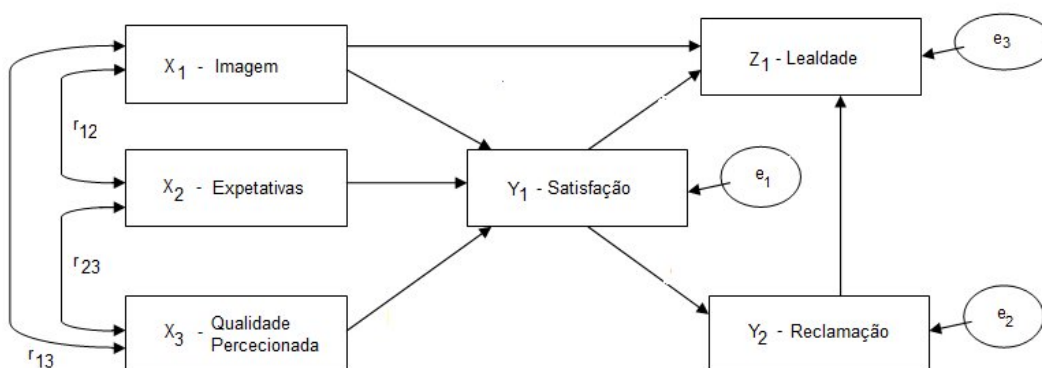 X1 - Imagem
Z1 - Lealdade
e3
r12
X2 - Expetativas
Y1 - Satisfação
e1
r23
X3 - Qualidade
Percecionada
Y2 - Reclamação
e2
r13